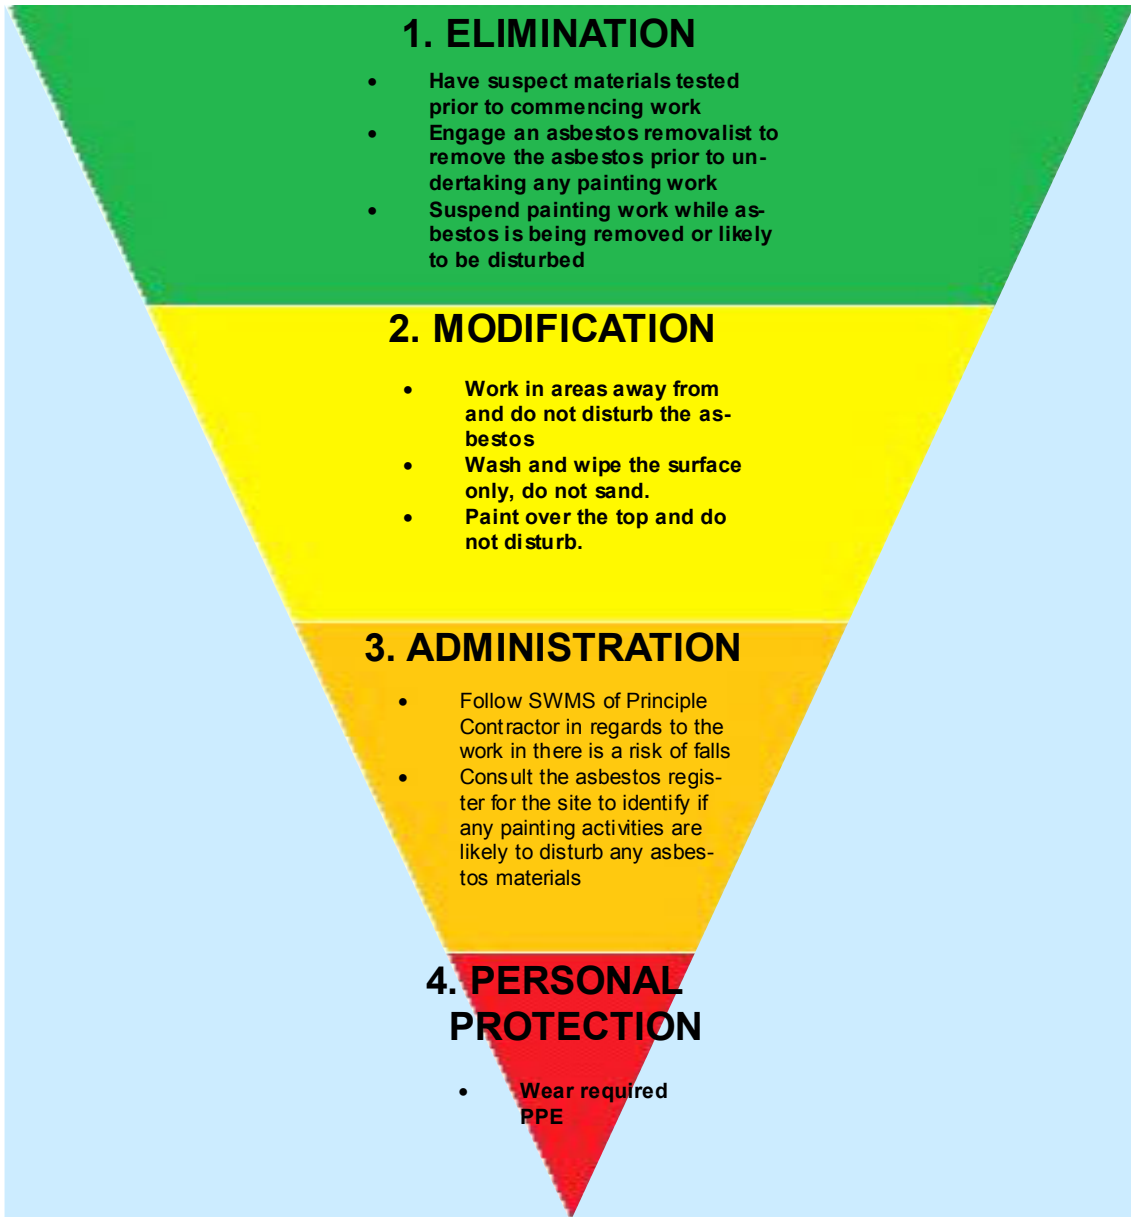 1. ELIMINATION
• Have suspect materials tested
prior to commencing work
• Engage an asbestos removalist to
remove the asbestos prior to un-
dertaking any painting work
• Suspend painting work while as-
bestos is being removed or likely
to be disturbed
2. MODIFICATION
• Work in areas away from
and do not disturb the as-
bestos
• Wash and wipe the surface
only, do not sand.
• Paint over the top and do
not disturb.
3. ADMINISTRATION
• Follow SWMS of Principle
Contractor in regards to the
work in there is a risk of falls
• Consult the asbestos regis-
ter for the site to identify if
any painting activities are
likely to disturb any asbes-
tos materials
4. PERSONAL
PROTECTION
• Wear required
PPE